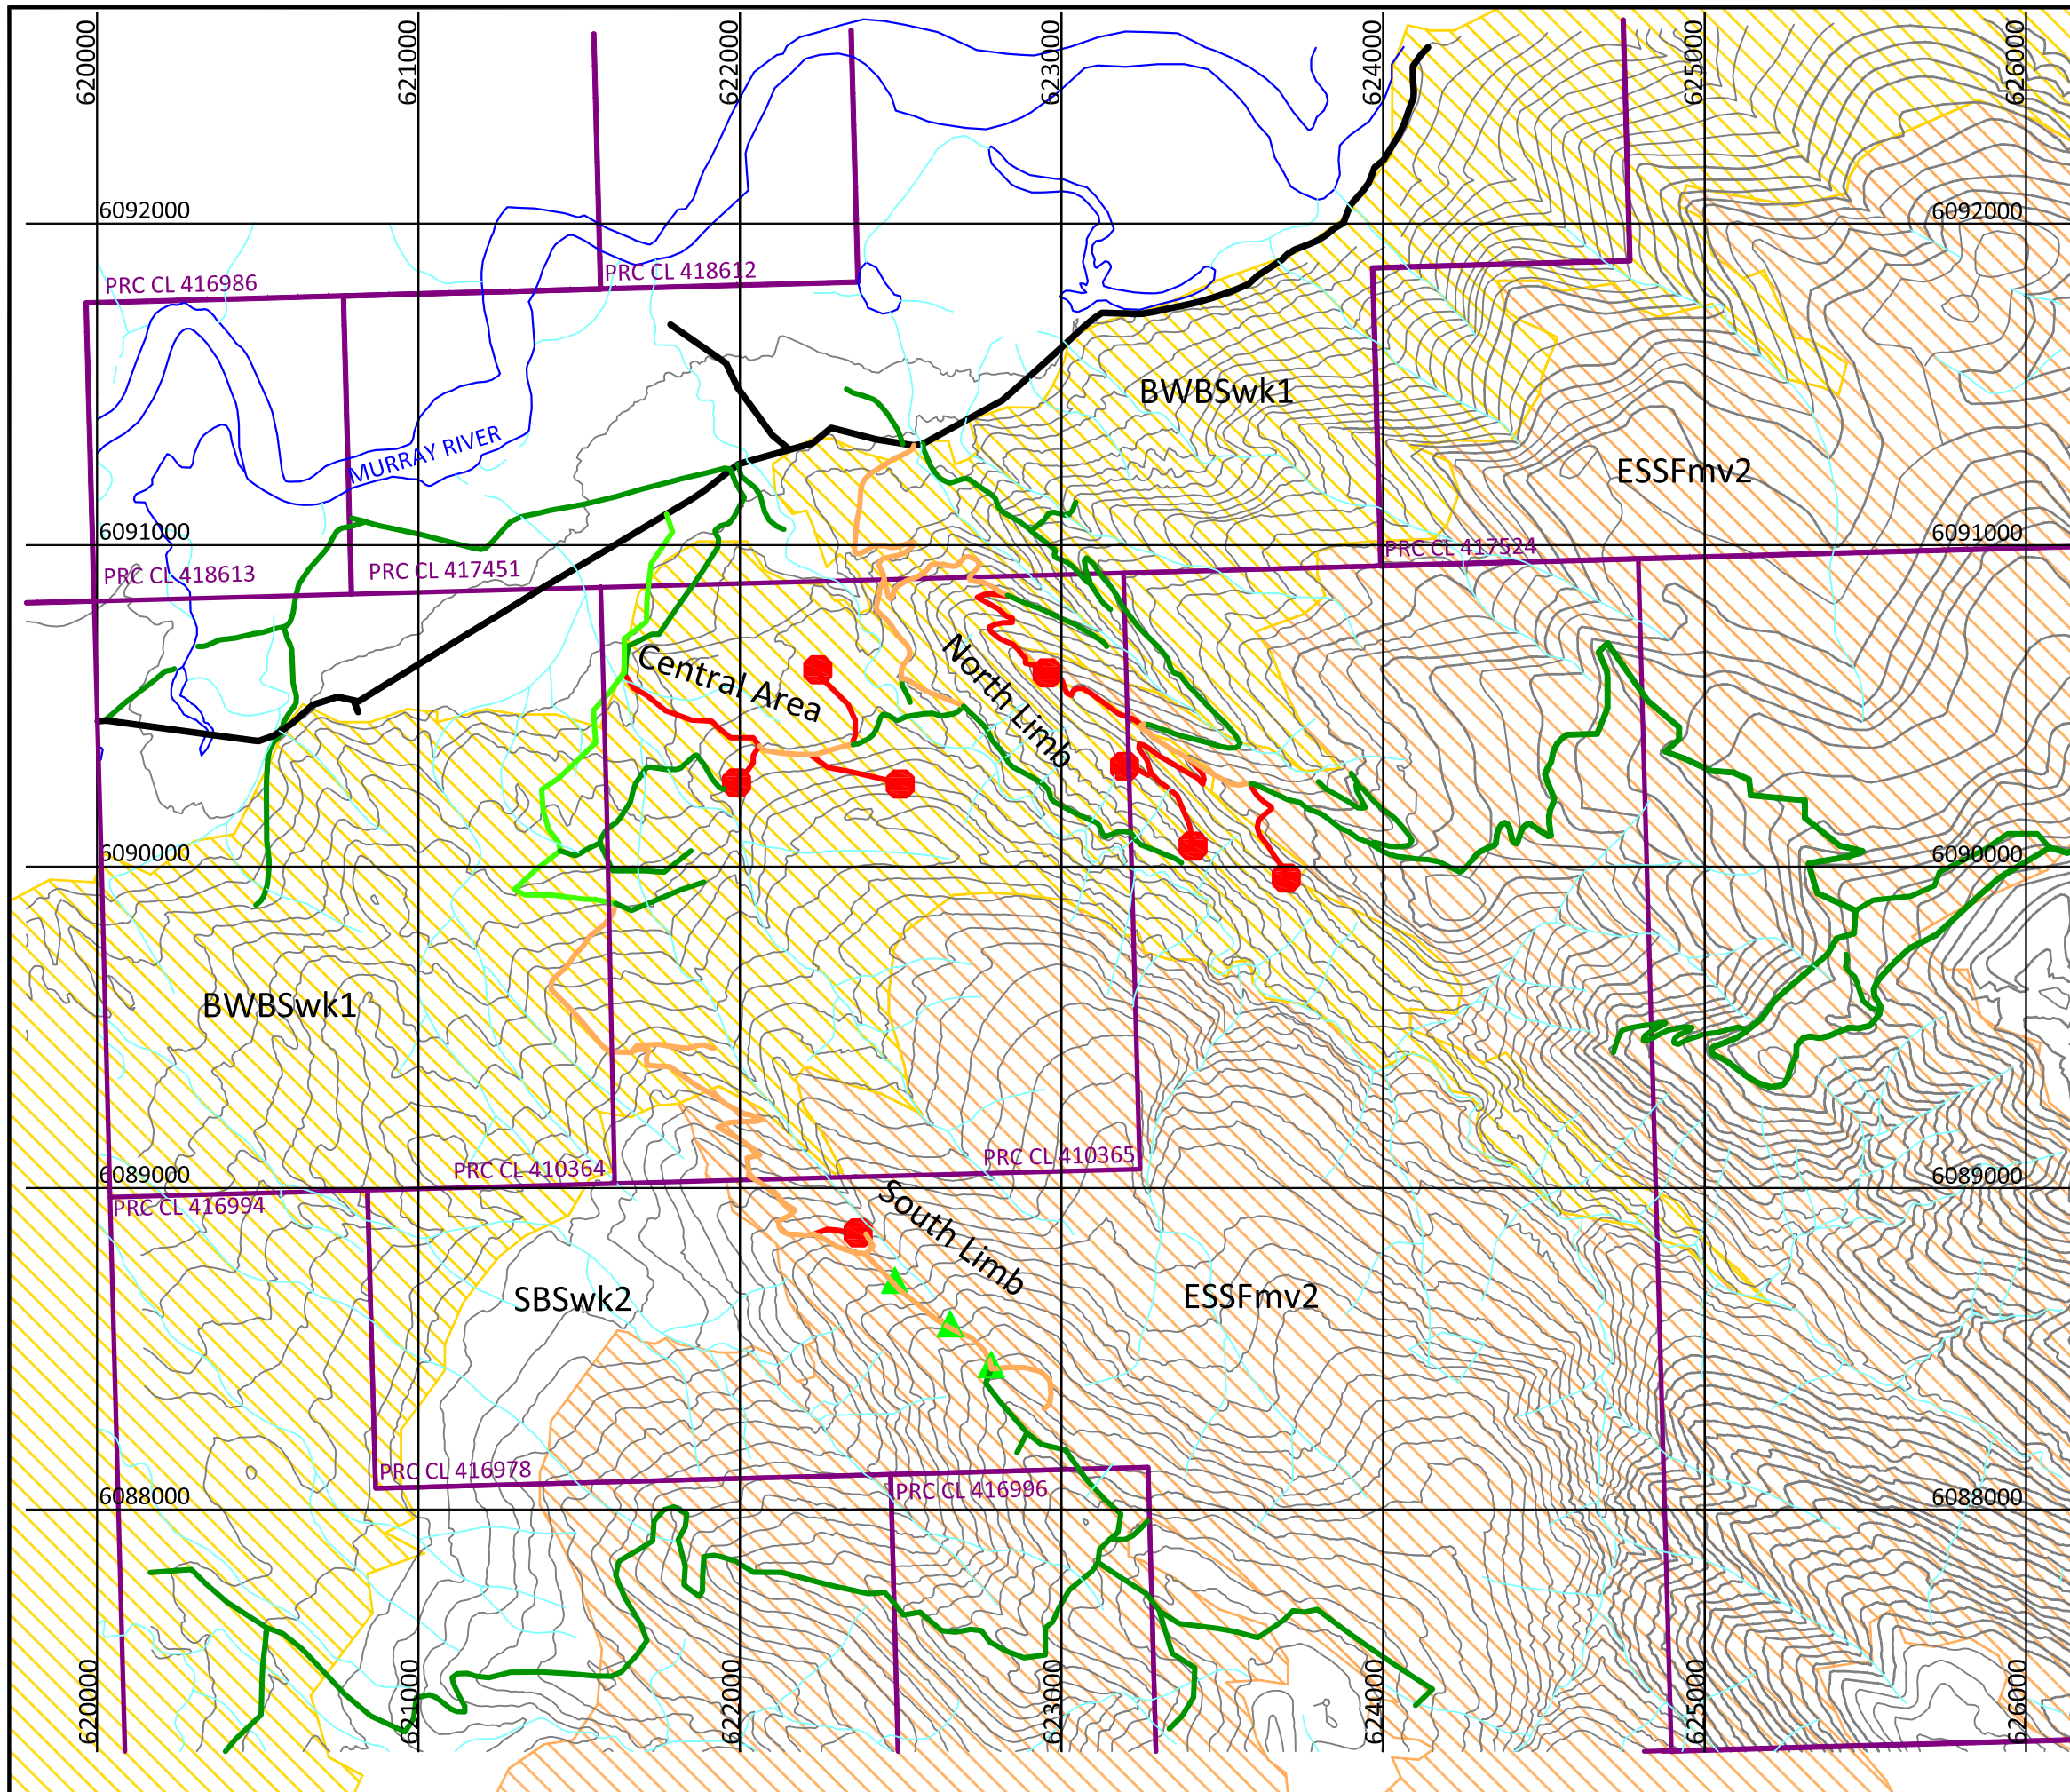 620000
621000
622000
623000
624000
625000
626000
6092000
6092000
PRC CL 416986
PRC CL 418612
BWBSwk1
MURRAY RIVER
ESSFmv2
6091000
6091000
PRC CL 417524
PRC CL 418613
PRC CL 417451
Central Area
North Limb
6090000
6090000
BWBSwk1
PRC CL 410364
PRC CL 410365
6089000
6089000
PRC CL 416994
South Limb
SBSwk2
ESSFmv2
PRC CL 416978
PRC CL 416996
6088000
6088000
620000
621000
622000
623000
624000
625000
626000